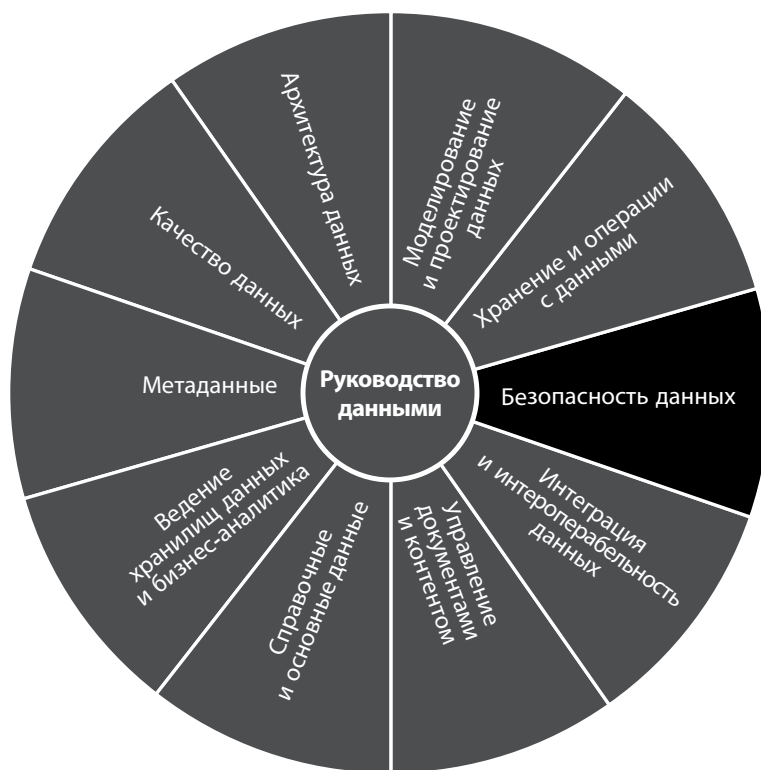 Архитектура данных
Моделирование
и проектирование
данных
Хранение и операции
с данными
Безопасность данных
Интеграция
и интероперабельность
данных
Управление
документами
и контентом
Справочные
и основные данные
Ведение
хранилищ данных
и бизнес-аналитика
Метаданные
Качество данных
Руководство
данными